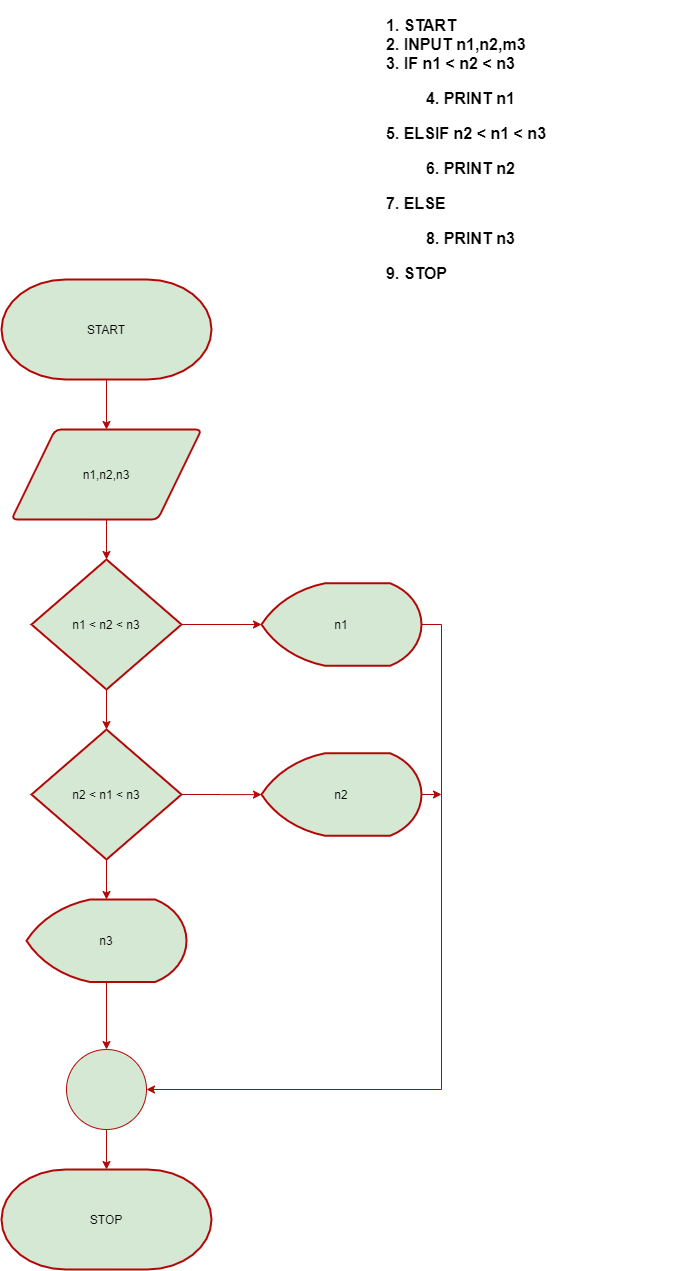 1. START
2. INPUT n1,n2,m3
3. IF n1 < n2 < n3
4. PRINT n1
5. ELSIF n2 < n1 < n3
6. PRINT n2
7. ELSE
8. PRINT n3
9. STOP
START
n1,n2,n3
n1 < n2 < n3
n1
n2 < n1 < n3
n2
n3
STOP